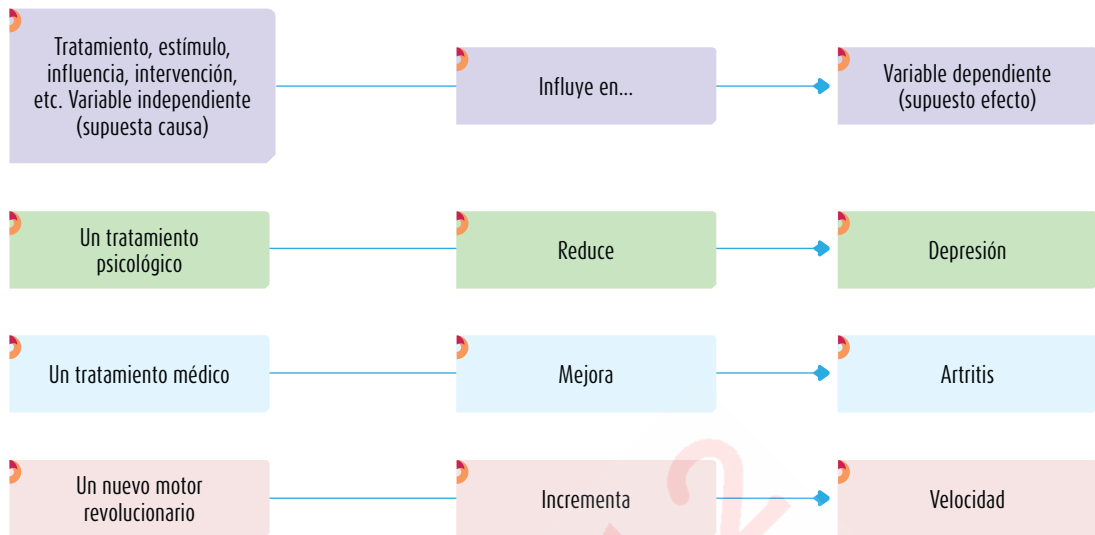 Tratamiento, estímulo,
influencia, intervención,
etc. Variable independiente
(supuesta causa)
Influye en...
Variable dependiente
(supuesto efecto)
Un tratamiento
psicológico
Reduce
Depresión
Un tratamiento médico
Mejora
Artritis
Un nuevo motor
revolucionario
Incrementa
Velocidad